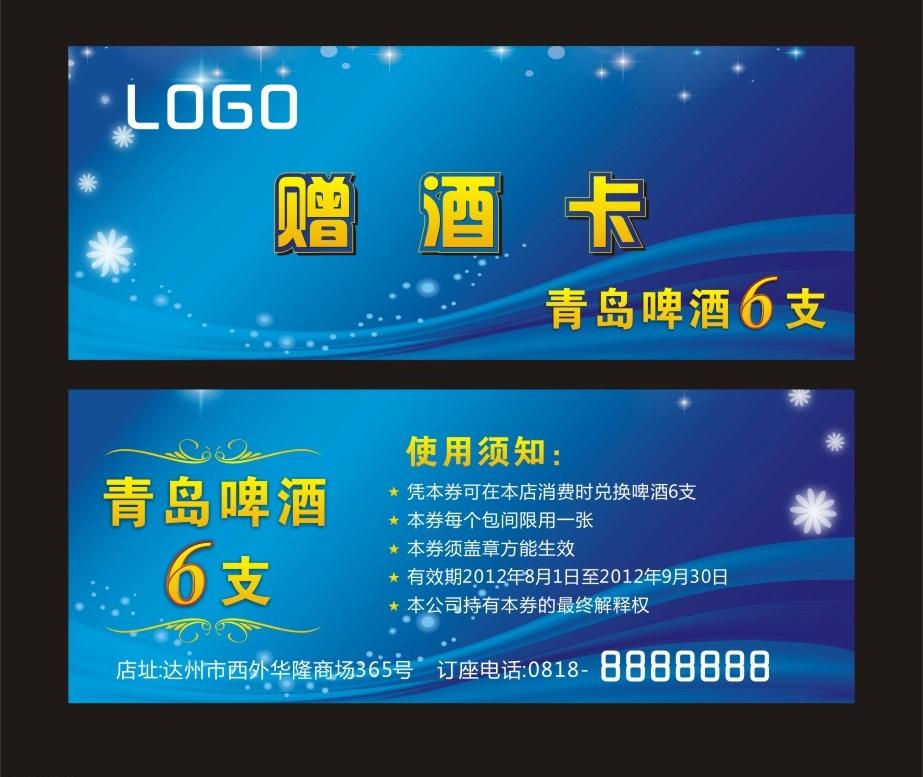 LOGO
赠酒卡
青岛啤酒6支
青岛啤酒
6支
使用须知:
★ 凭本券可在本店消费时兑换啤酒6支
★ 本券每个包间限用一张
★ 本券须盖章方能生效
★ 有效期2012年8月1日至2012年9月30日
★ 本公司持有本券的最终解释权
店址:达州市西外华隆商场365号 订座电话:0818-8888888